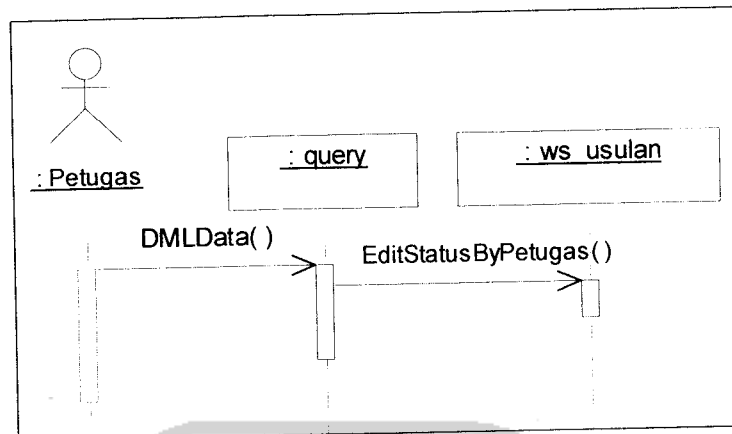 : Petugas
: query
: ws_usulan
DMLData( )
EditStatusByPetugas( )